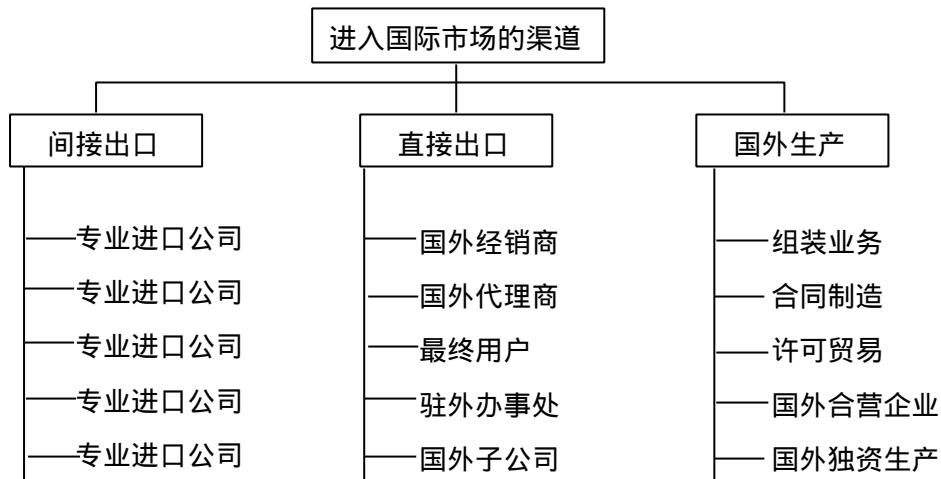 进入国际市场的渠道
间接出口
直接出口
国外生产
专业进口公司
专业进口公司
专业进口公司
专业进口公司
专业进口公司
国外经销商
国外代理商
最终用户
驻外办事处
国外子公司
组装业务
合同制造
许可贸易
国外合营企业
国外独资生产